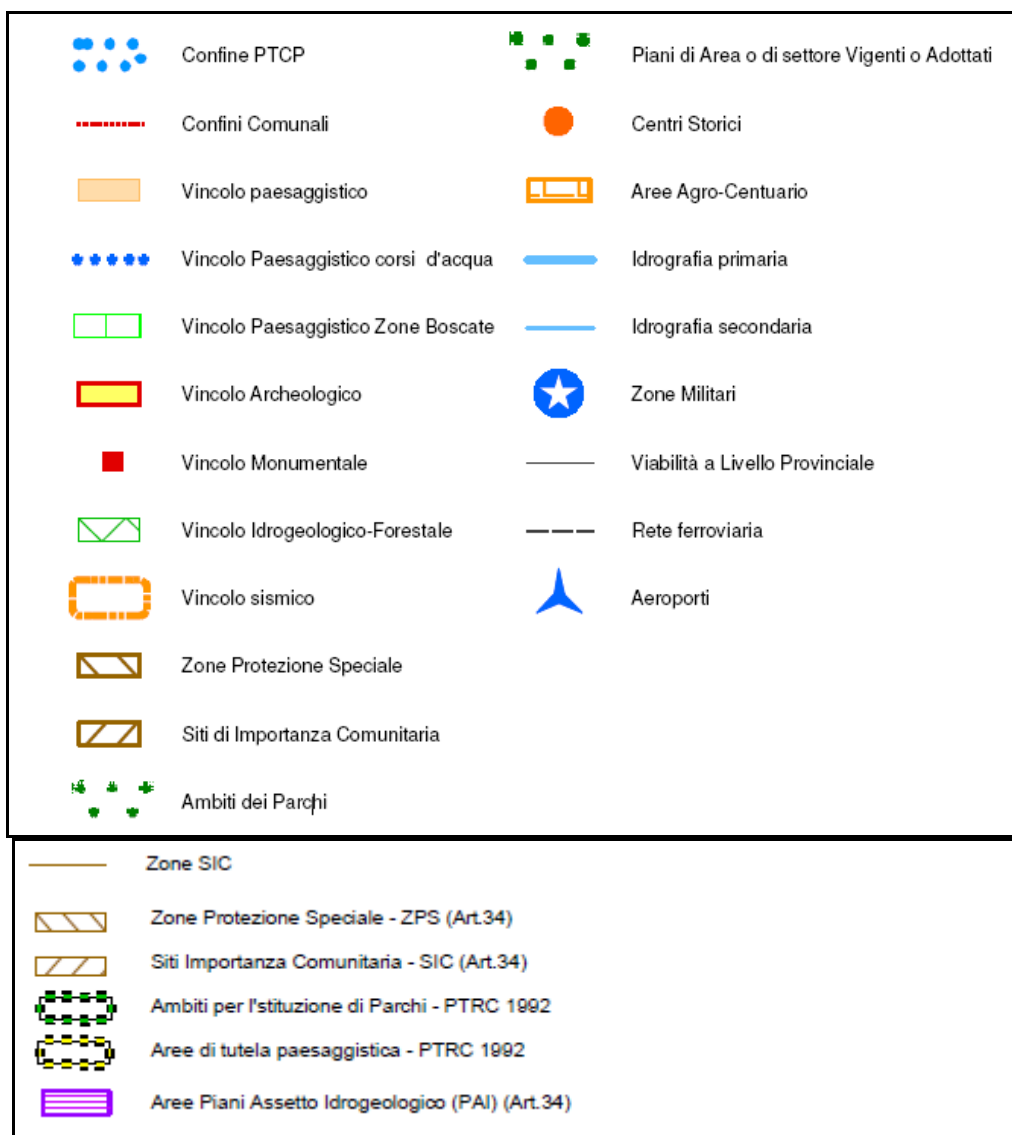 Confine PTCP
Confini Comunali
Vincolo paesaggistico
Vincolo Paesaggistico corsi d'acqua
Vincolo Paesaggistico Zone Boscate
Vincolo Archeologico
Vincolo Monumentale
Vincolo Idrogeologico-Forestale
Vincolo sismico
Zone Protezione Speciale
Siti di Importanza Comunitaria
Ambiti dei Parchi
Piani di Area o di settore Vigenti o Adottati
Centri Storici
Aree Agro-Centuario
Idrografia primaria
Idrografia secondaria
Zone Militari
Viabilità a Livello Provinciale
Rete ferroviaria
Aeroporti
Zone SIC
Zone Protezione Speciale - ZPS (Art.34)
Siti Importanza Comunitaria - SIC (Art.34)
Ambiti per l'stituzione di Parchi - PTRC 1992
Aree di tutela paesaggistica - PTRC 1992
Aree Piani Assetto Idrogeologico (PAI) (Art.34)